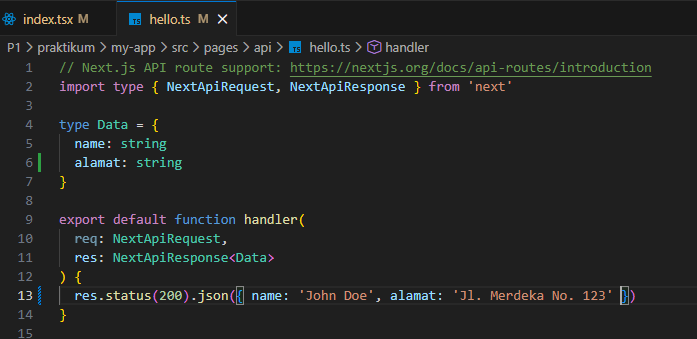 index.tsx M
TS hello.ts M
P1 > praktikum > my-app > src > pages > api > TS hello.ts > handler
1 // Next.js API route support: https://nextjs.org/docs/api-routes/introduction
2 import type { NextApiRequest, NextApiResponse } from 'next'
3
4 type Data = {
5   name: string
6   alamat: string
7 }
8
9 export default function handler(
10   req: NextApiRequest,
11   res: NextApiResponse<Data>
12 ) {
13   res.status(200).json({ name: 'John Doe', alamat: 'Jl. Merdeka No. 123' })
14 }
15